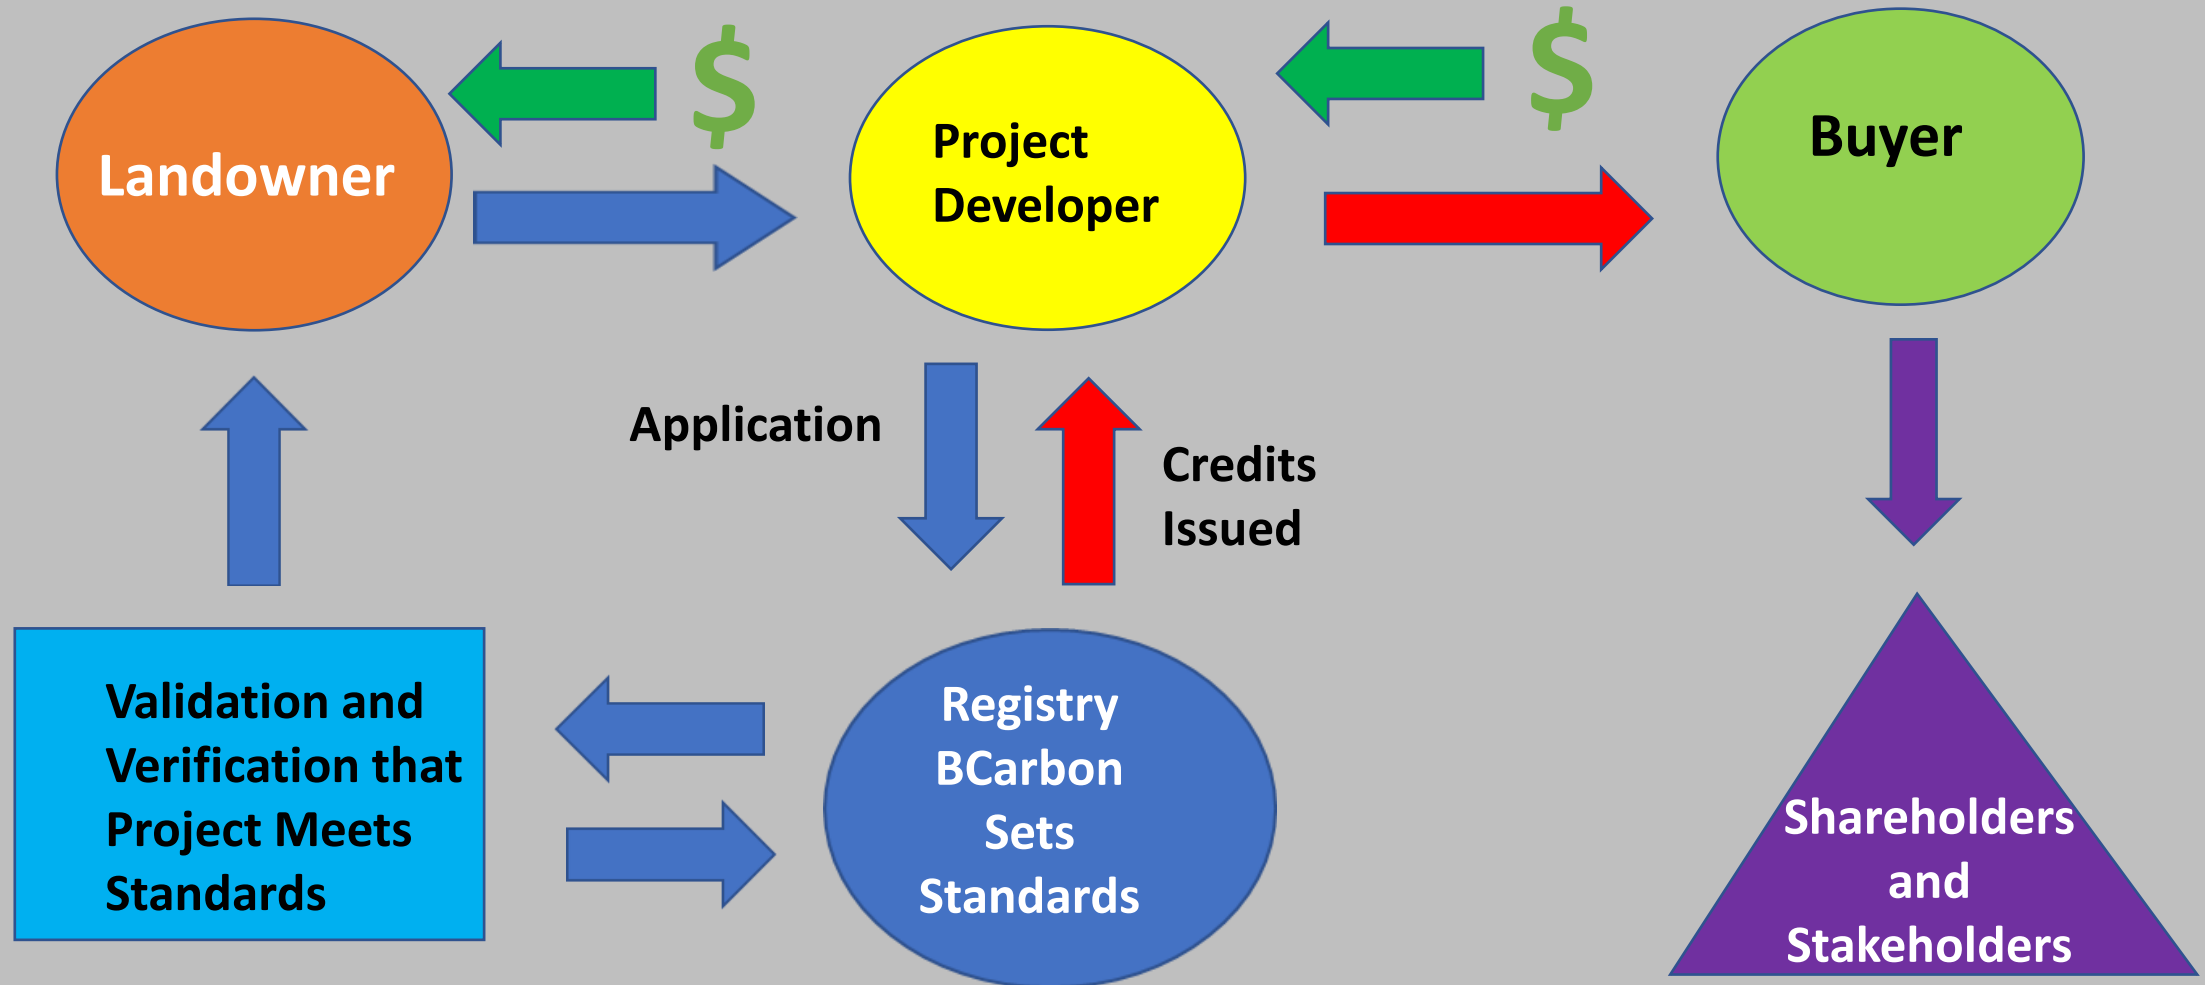 Landowner
$
Project
Developer
$
Buyer
Application
Credits
Issued
Validation and
Verification that
Project Meets
Standards
Registry
BCarbon
Sets
Standards
Shareholders
and
Stakeholders